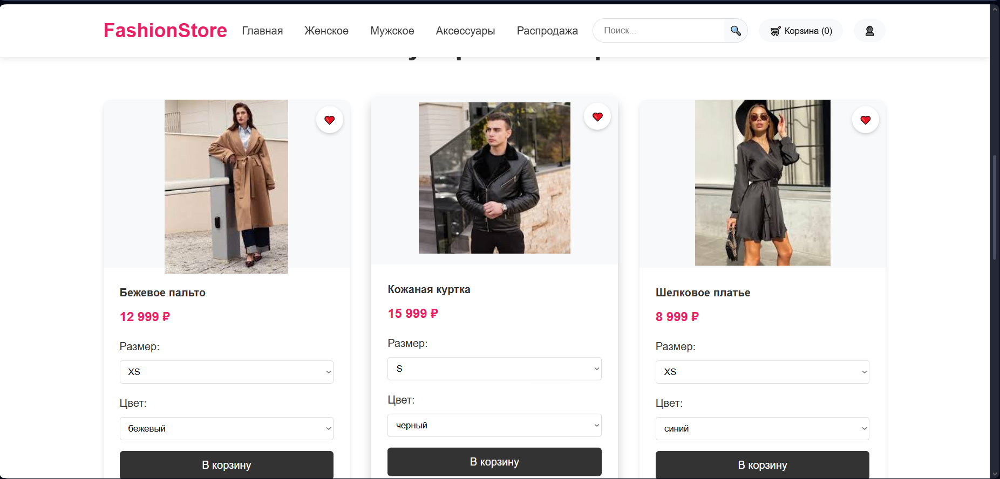 FashionStore Главная Женское Мужское Аксессуары Распродажа Поиск... Корзина (0)
Бежевое пальто
12 999 ₽
Размер:
XS
Цвет:
бежевый
В корзину
Кожаная куртка
15 999 ₽
Размер:
S
Цвет:
черный
В корзину
Шелковое платье
8 999 ₽
Размер:
XS
Цвет:
синий
В корзину